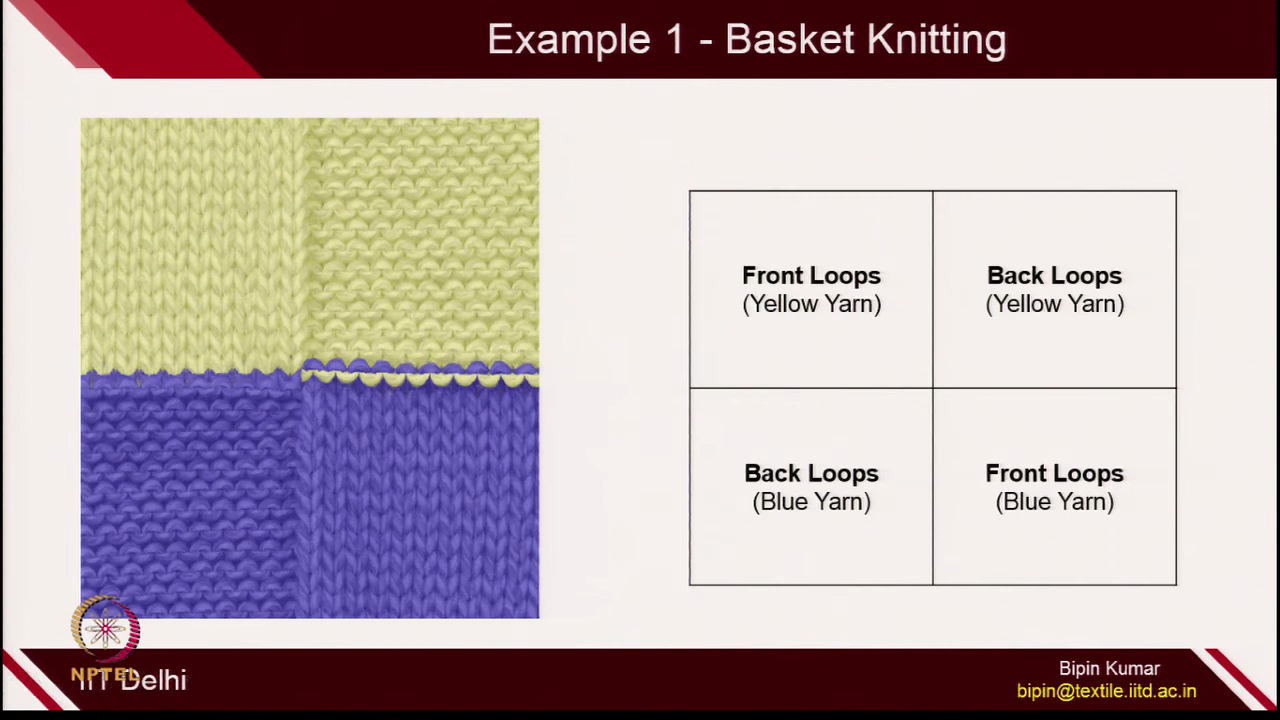 Example 1 - Basket Knitting
Front Loops
(Yellow Yarn)
Back Loops
(Yellow Yarn)
Back Loops
(Blue Yarn)
Front Loops
(Blue Yarn)
NPTEL
IIT Delhi
Bipin Kumar
bipin@textile.iitd.ac.in